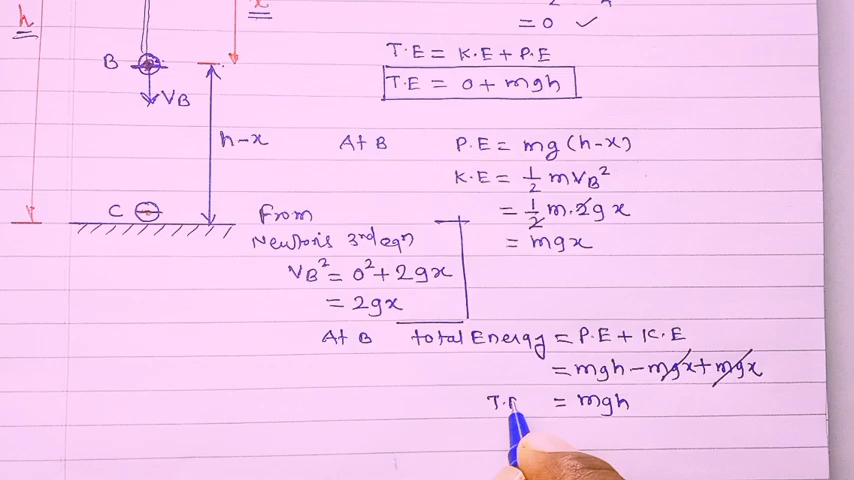 h
x
= 0 ✓
T.E = K.E + P.E
T.E = 0 + mgh
B
VB
h-x
At B
P.E = mg (h-x)
K.E = 1/2 mVB²
= 1/2 m.2gx
= mgx
C
From
Newton's 3rd eqn
VB² = 0² + 2gx
= 2gx
At B total Energy = P.E + K.E
= mgh - mgx + mgx
T.E = mgh